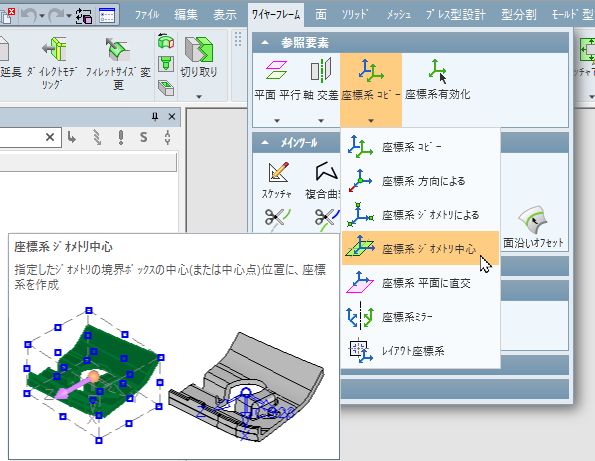 ﾌｧｲﾙ 編集 表示 ﾜｲﾔｰﾌﾚｰﾑ 面 ｿﾘｯﾄﾞ ﾒｯｼｭ ﾌﾟﾚｽ型設計 型分割 ﾓｰﾙﾄﾞ型
参照要素
延長 ﾀﾞｲﾚｸﾄﾓﾃﾞ
ﾘﾝｸﾞ ﾌｨﾚｯﾄｻｲｽﾞ 変
更 切り取り
平面 平行 軸 交差 座標系 ｺﾋﾟｰ 座標系有効化
ﾒｲﾝﾂｰﾙ
ｽｹｯﾁｬ 複合曲
面沿いｵﾌｾｯﾄ
座標系 ｺﾋﾟｰ
座標系 方向による
座標系 ｼﾞｵﾒﾄﾘによる
座標系 ｼﾞｵﾒﾄﾘ中心
座標系 平面に直交
座標系ﾐﾗｰ
ﾚｲｱｳﾄ座標系
座標系 ｼﾞｵﾒﾄﾘ中心
指定したｼﾞｵﾒﾄﾘの境界ﾎﾞｯｸｽの中心(または中心点)位置に、座標
系を作成